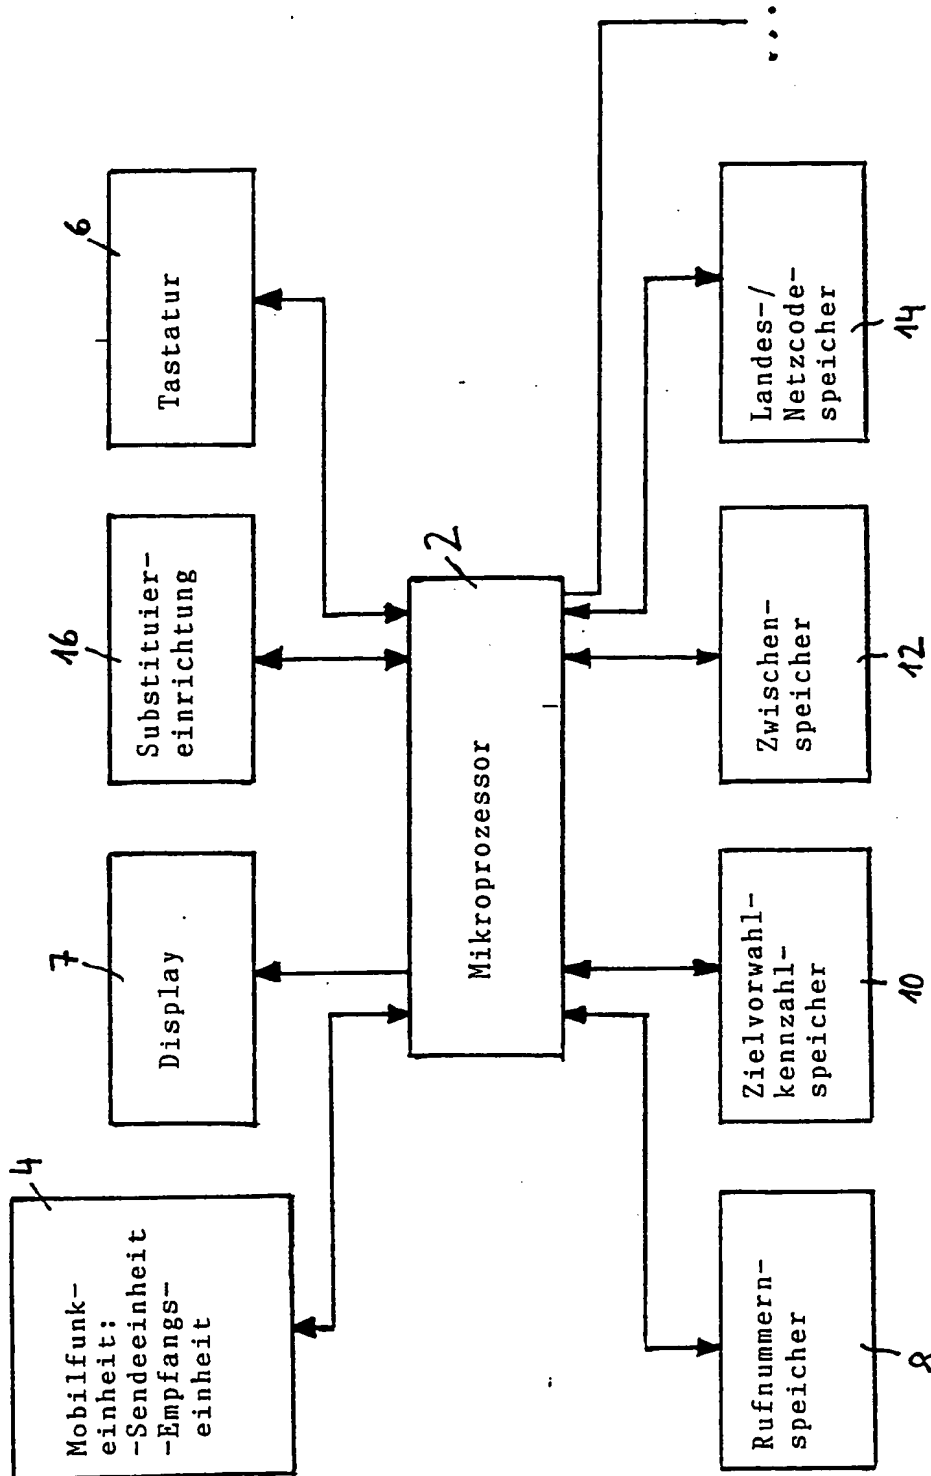 Mobilfunk-
einheit:
-Sendeeinheit
-Empfangs-
einheit
4
Display
7
Substituier-
einrichtung
16
Tastatur
6
Mikroprozessor
2
Rufnummern-
speicher
8
Zielvorwahl-
kennzahl-
speicher
10
Zwischen-
speicher
12
Landes-/
Netzcode-
speicher
14
...